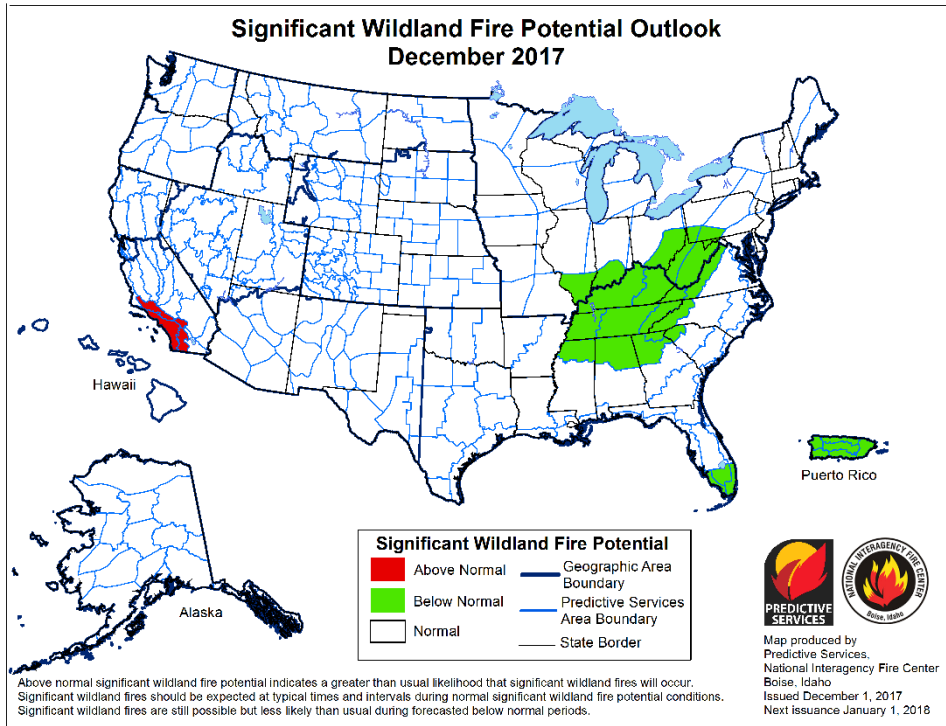 Significant Wildland Fire Potential Outlook
December 2017
Hawaii
Puerto Rico
Alaska
Significant Wildland Fire Potential
Above Normal
Below Normal
Normal
Geographic Area
Boundary
Predictive Services
Area Boundary
State Border
PREDICTIVE
SERVICES
NATIONAL INTERAGENCY FIRE CENTER
Boise, Idaho
Map produced by
Predictive Services,
National Interagency Fire Center
Boise, Idaho
Issued December 1, 2017
Next issuance January 1, 2018
Above normal significant wildland fire potential indicates a greater than usual likelihood that significant wildland fires will occur.
Significant wildland fires should be expected at typical times and intervals during normal significant wildland fire potential conditions.
Significant wildland fires are still possible but less likely than usual during forecasted below normal periods.